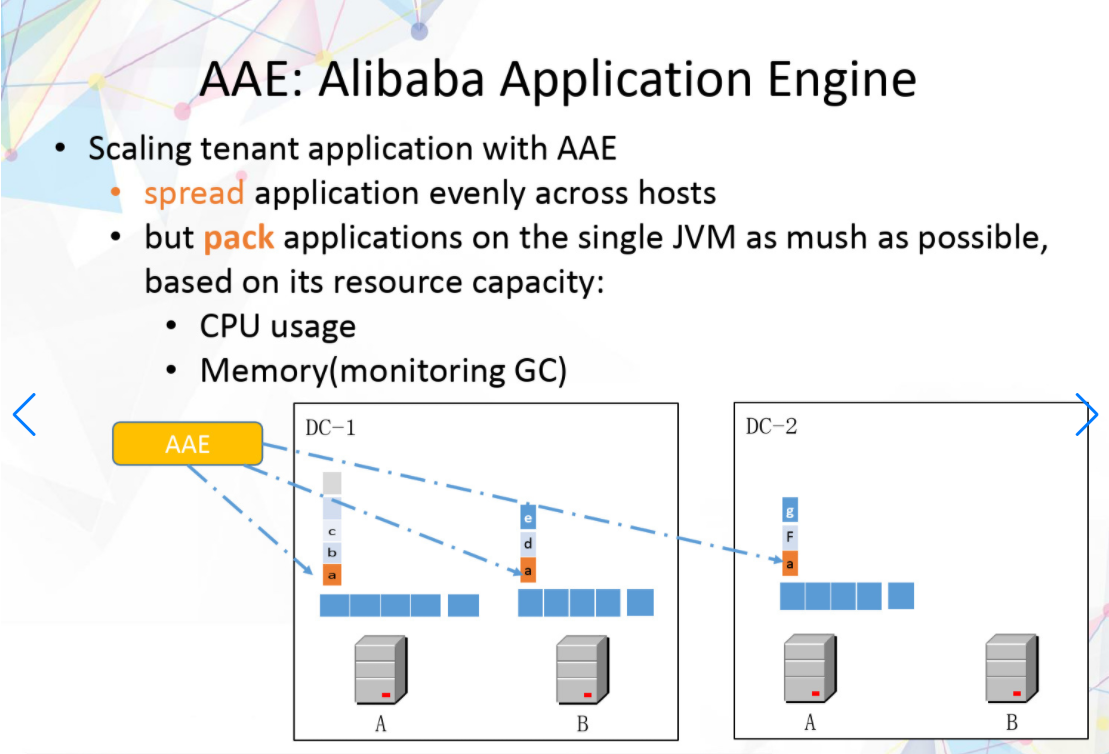 AAE: Alibaba Application Engine
• Scaling tenant application with AAE
• spread application evenly across hosts
• but pack applications on the single JVM as mush as possible,
based on its resource capacity:
• CPU usage
• Memory(monitoring GC)
AAE
DC-1
c
b
a
e
d
a
A
B
DC-2
g
F
a
A
B